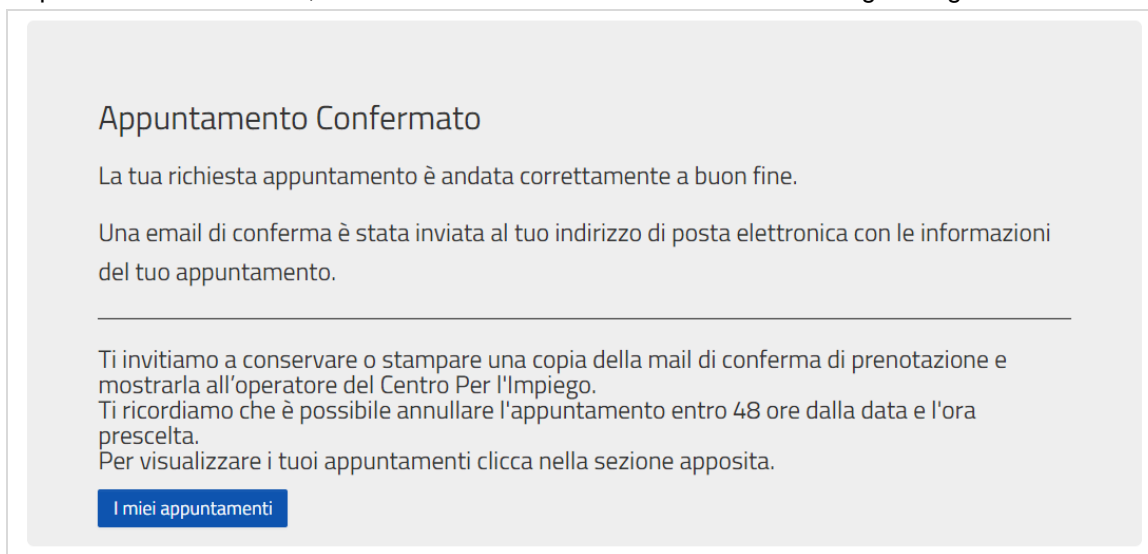 Appuntamento Confermato
La tua richiesta appuntamento è andata correttamente a buon fine.
Una email di conferma è stata inviata al tuo indirizzo di posta elettronica con le informazioni
del tuo appuntamento.
Ti invitiamo a conservare o stampare una copia della mail di conferma di prenotazione e
mostrarla all’operatore del Centro Per l'Impiego.
Ti ricordiamo che è possibile annullare l'appuntamento entro 48 ore dalla data e l'ora
prescelta.
Per visualizzare i tuoi appuntamenti clicca nella sezione apposita.
I miei appuntamenti